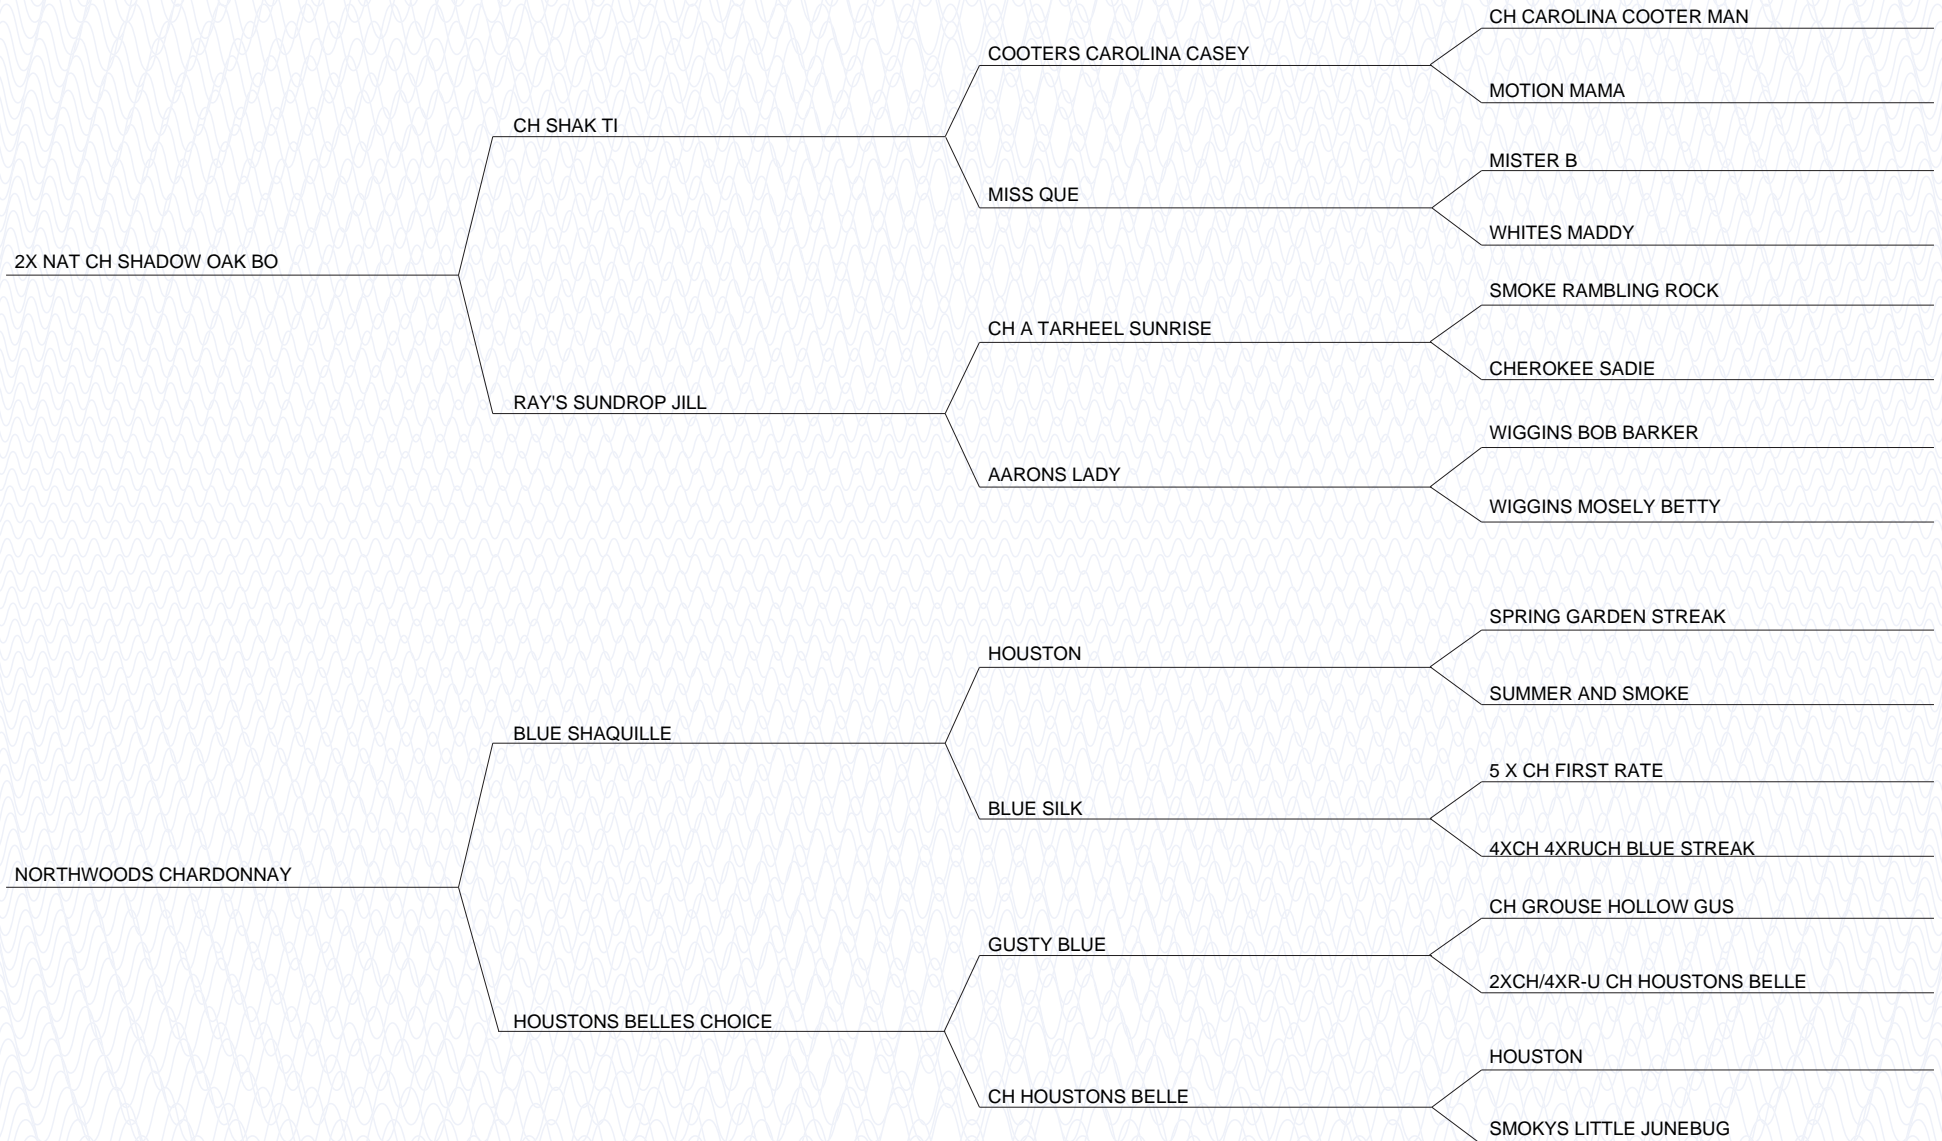 CH CAROLINA COOTER MAN
COOTERS CAROLINA CASEY
MOTION MAMA
CH SHAK TI
MISTER B
MISS QUE
WHITES MADDY
2X NAT CH SHADOW OAK BO
SMOKE RAMBLING ROCK
CH A TARHEEL SUNRISE
CHEROKEE SADIE
RAY'S SUNDROP JILL
WIGGINS BOB BARKER
AARONS LADY
WIGGINS MOSELY BETTY
SPRING GARDEN STREAK
HOUSTON
SUMMER AND SMOKE
BLUE SHAQUILLE
5 X CH FIRST RATE
BLUE SILK
4XCH 4XRUCH BLUE STREAK
NORTHWOODS CHARDONNAY
CH GROUSE HOLLOW GUS
GUSTY BLUE
2XCH/4XR-U CH HOUSTONS BELLE
HOUSTONS BELLES CHOICE
HOUSTON
CH HOUSTONS BELLE
SMOKYS LITTLE JUNEBUG